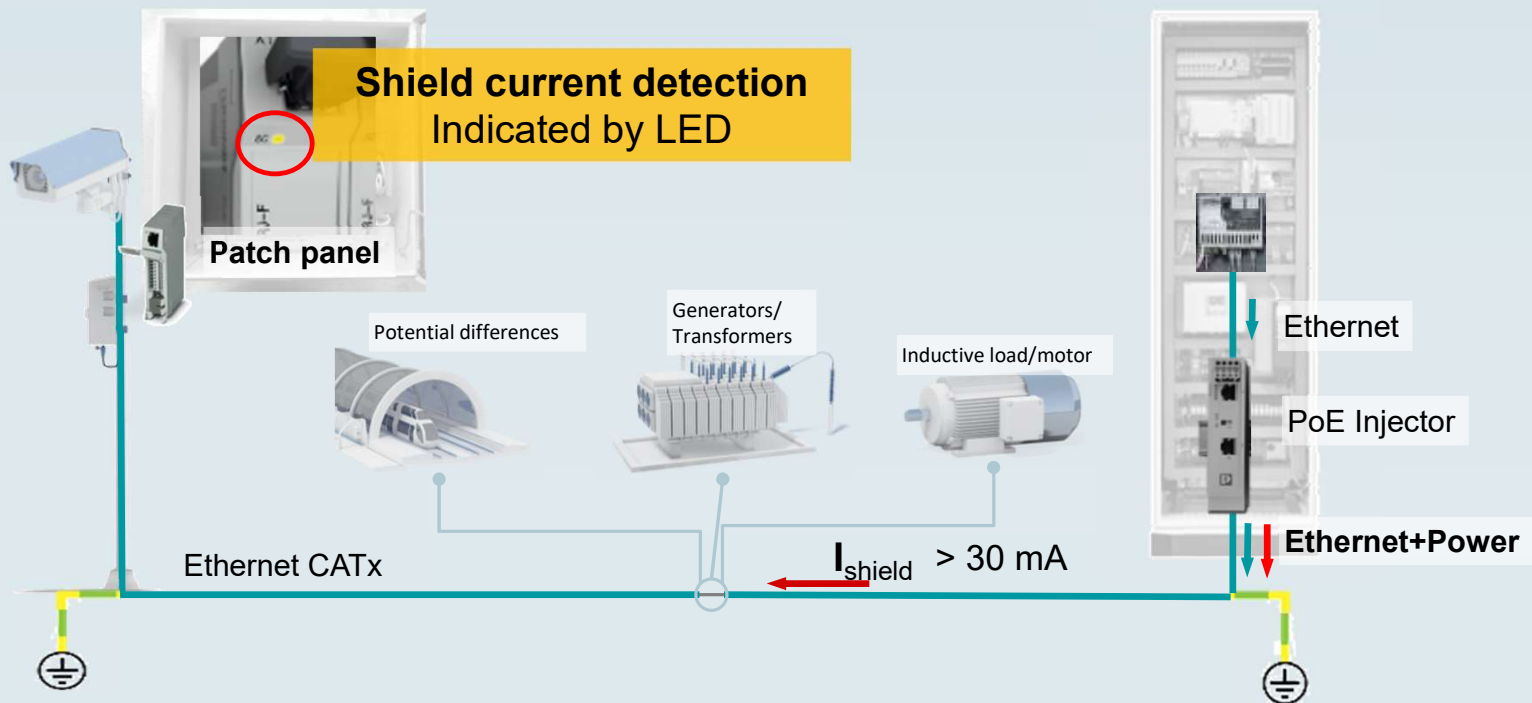 Shield current detection
Indicated by LED
Patch panel
Potential differences
Generators/
Transformers
Inductive load/motor
Ethernet
PoE Injector
Ethernet+Power
Ethernet CATx
I shield > 30 mA